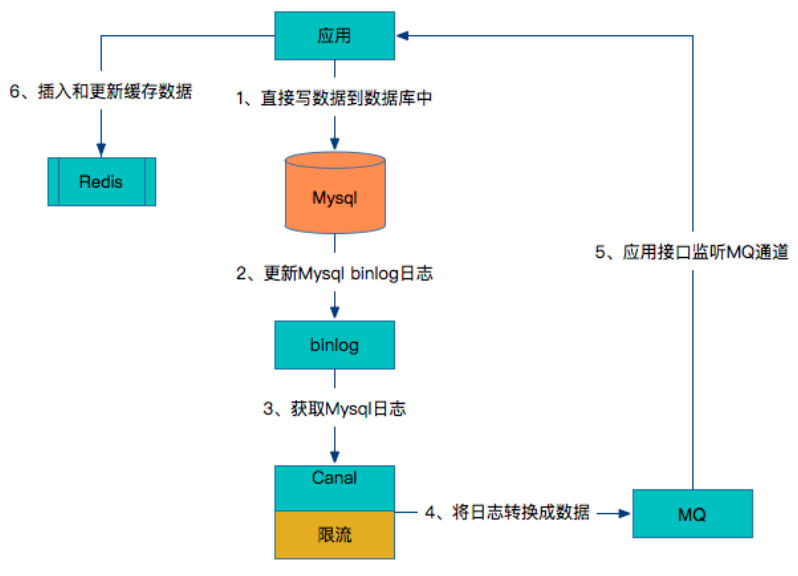 应用
6、插入和更新缓存数据
1、直接写数据到数据库中
Redis
Mysql
5、应用接口监听MQ通道
2、更新Mysql binlog日志
binlog
3、获取Mysql日志
Canal
限流
4、将日志转换成数据
MQ